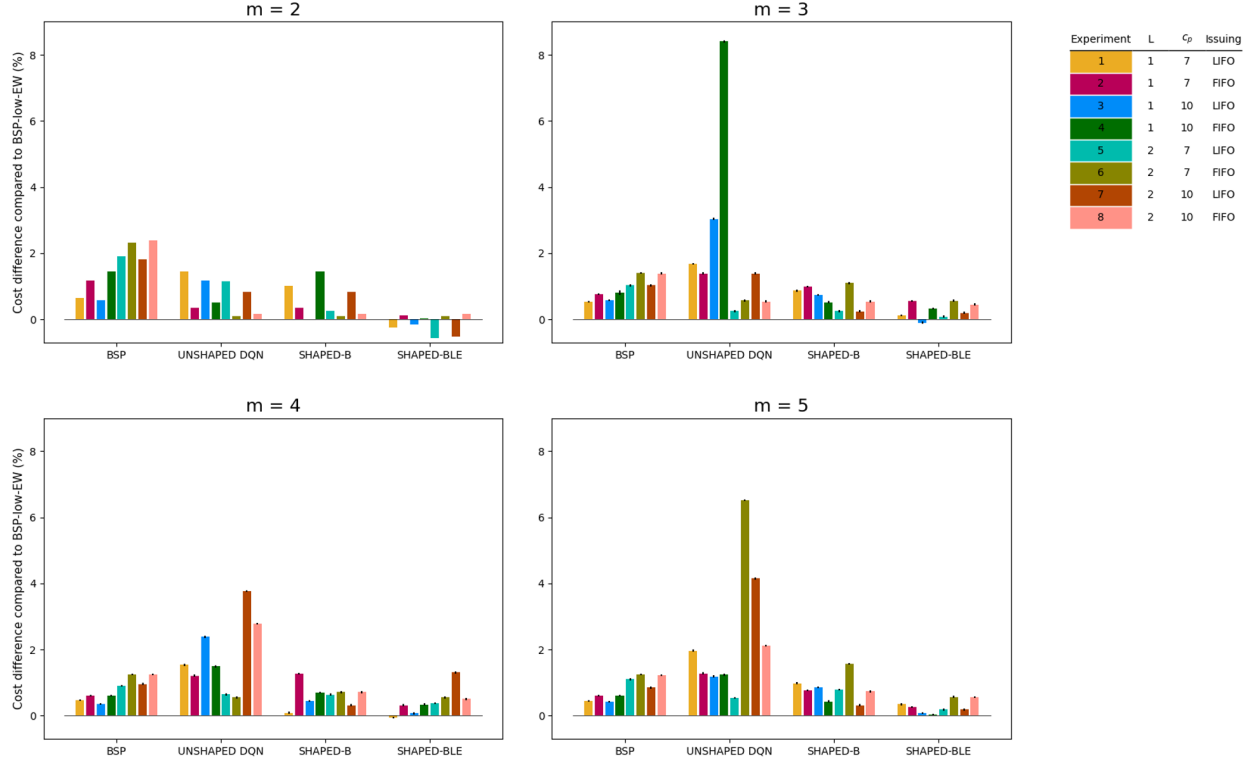 m = 2
Cost difference compared to BSP-low-EW (%)
8
6
4
2
0
BSP UNSHAPED DQN SHAPED-B SHAPED-BLE
m = 3
8
6
4
2
0
BSP UNSHAPED DQN SHAPED-B SHAPED-BLE
Experiment L cₚ Issuing
1 1 7 LIFO
2 1 7 FIFO
3 1 10 LIFO
4 1 10 FIFO
5 2 7 LIFO
6 2 7 FIFO
7 2 10 LIFO
8 2 10 FIFO
m = 4
Cost difference compared to BSP-low-EW (%)
8
6
4
2
0
BSP UNSHAPED DQN SHAPED-B SHAPED-BLE
m = 5
8
6
4
2
0
BSP UNSHAPED DQN SHAPED-B SHAPED-BLE